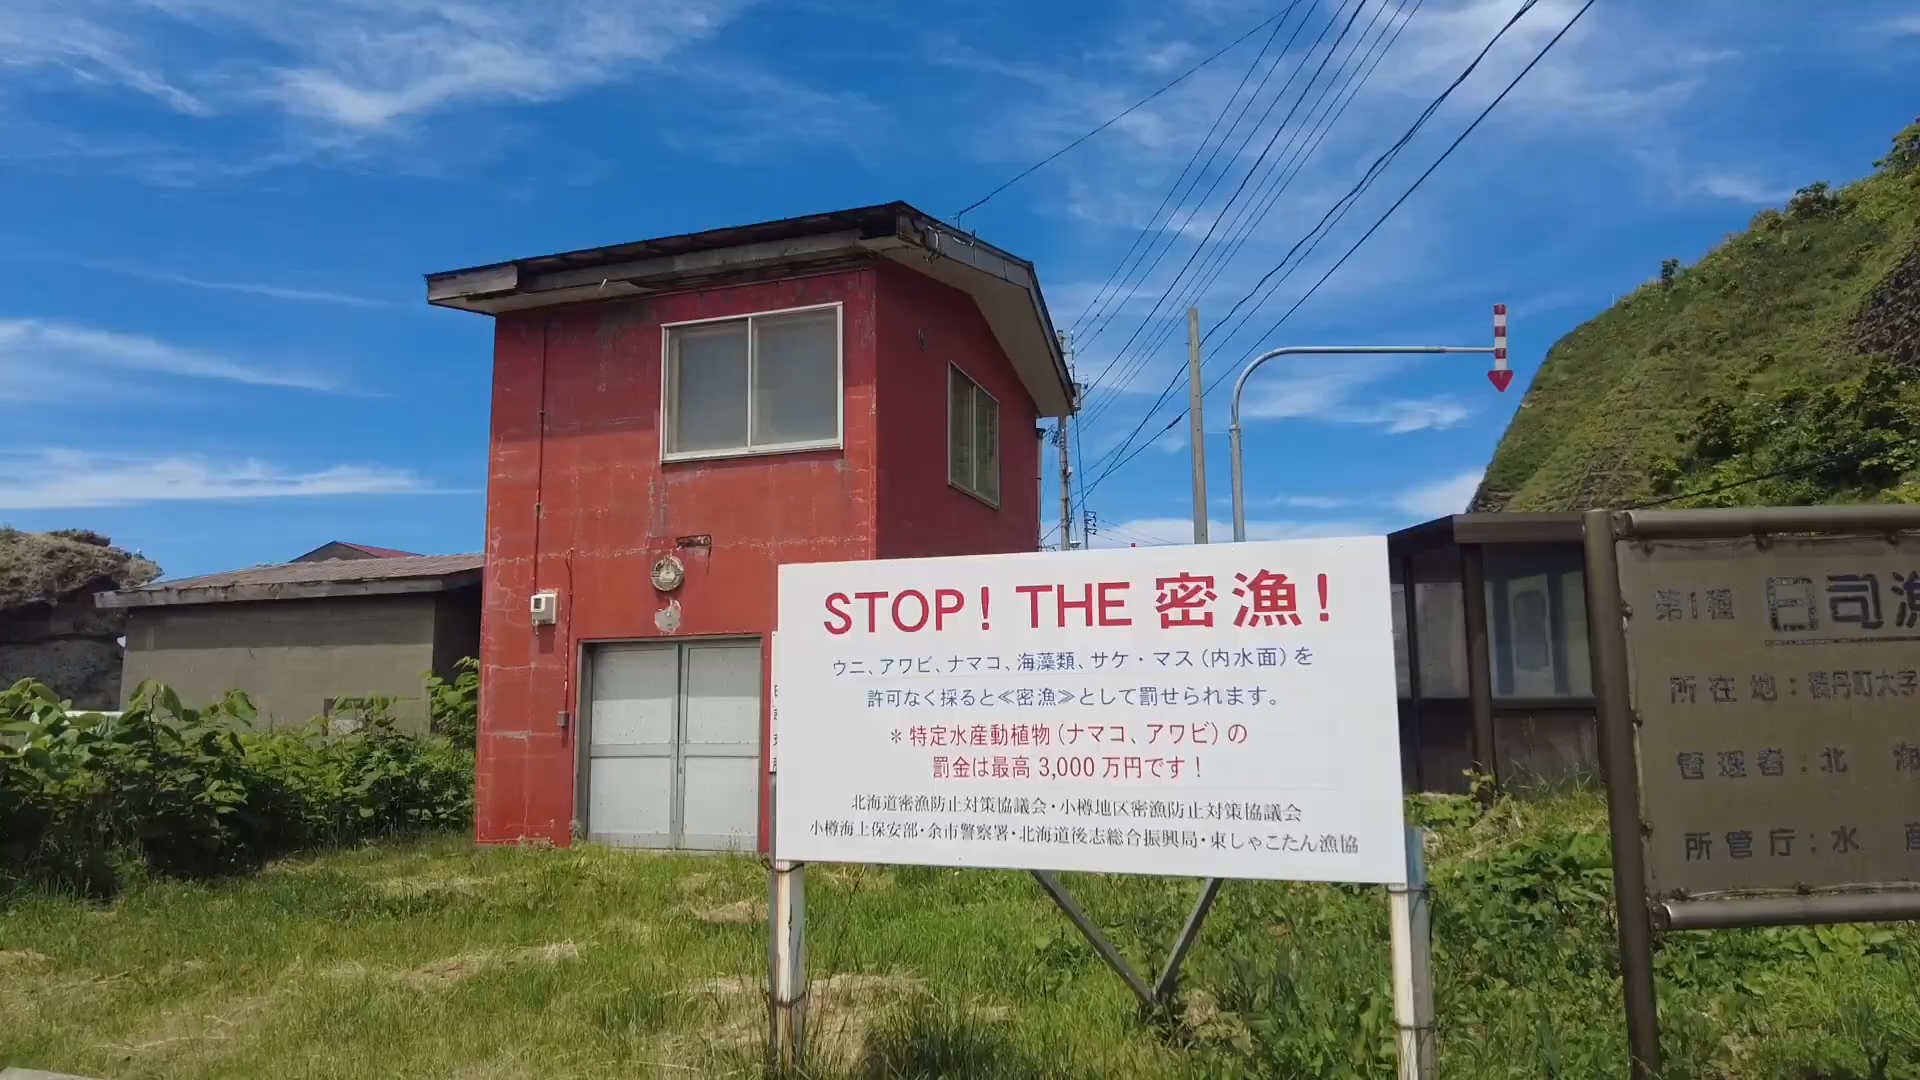 STOP! THE 密漁!
ウニ、アワビ、ナマコ、海藻類、サケ・マス(内水面)を
許可なく採ると≪密漁≫として罰せられます。
＊特定水産動植物(ナマコ、アワビ)の
罰金は最高 3,000 万円です!
北海道密漁防止対策協議会・小樽地区密漁防止対策協議会
小樽海上保安部・余市警察署・北海道後志総合振興局・東しゃこたん漁協
第1種 日司漁
所在地:積丹町大字
管理者:北 海
所管庁:水 産